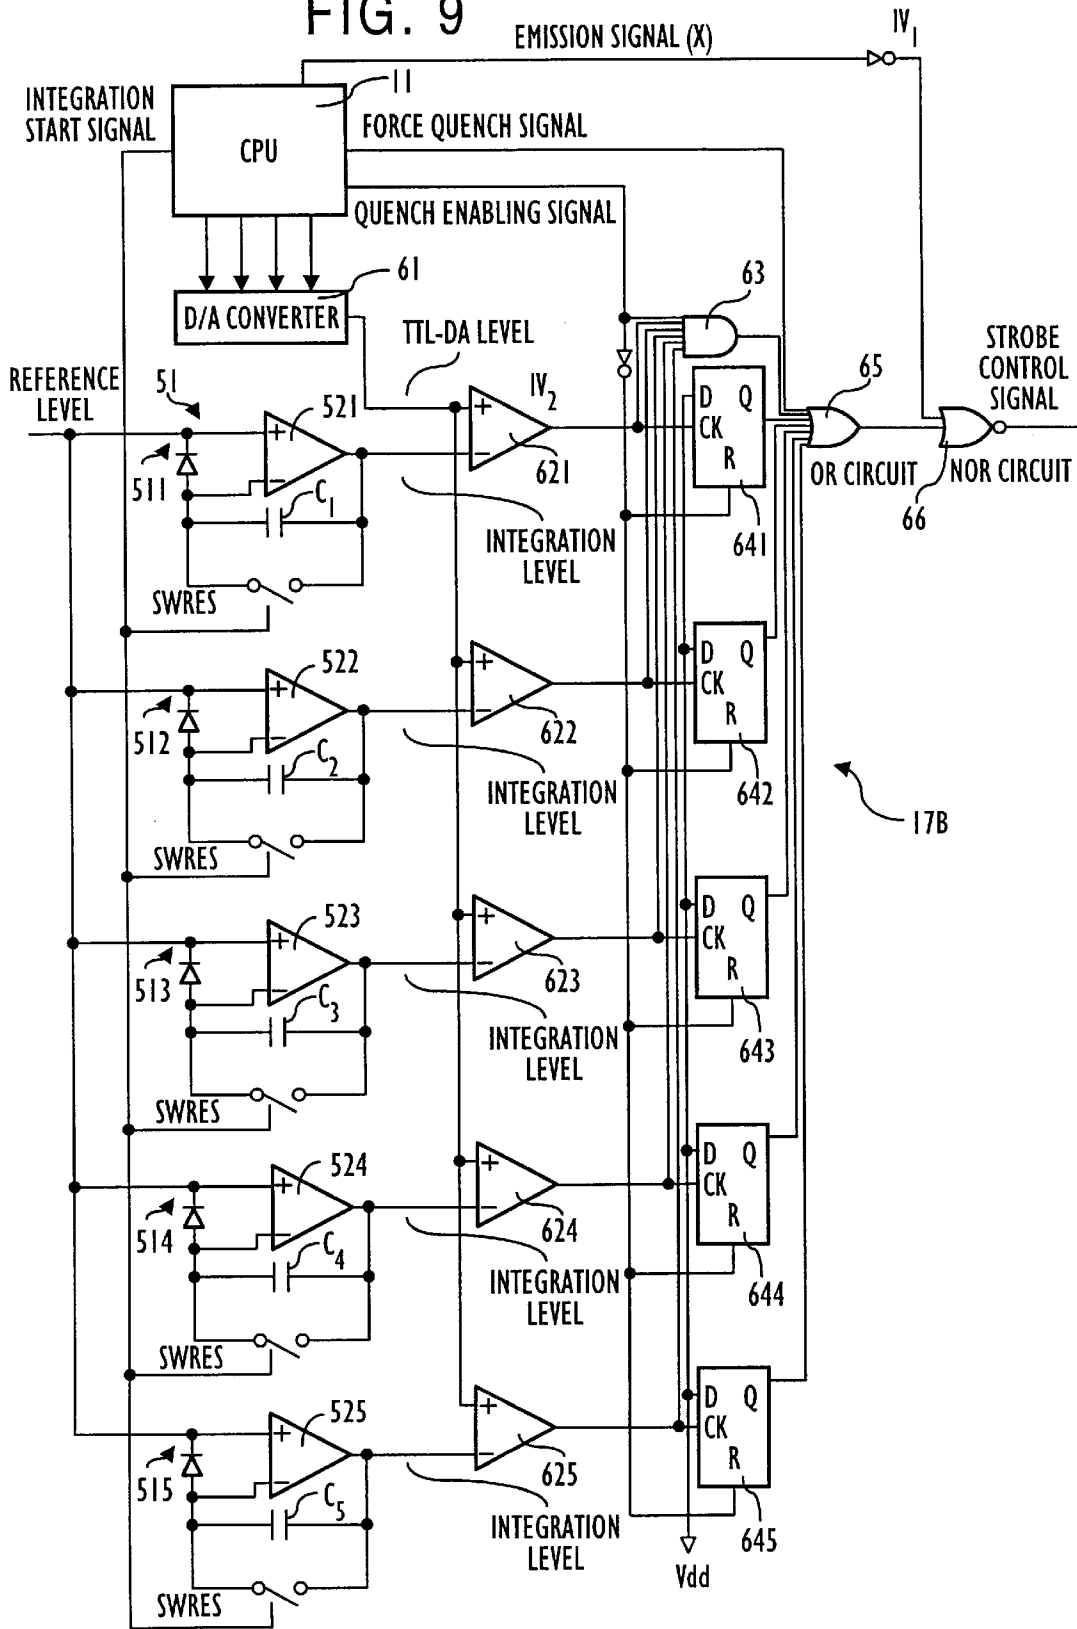 FIG. 9
EMISSION SIGNAL (X)
IV1
11
INTEGRATION
START SIGNAL
CPU
FORCE QUENCH SIGNAL
QUENCH ENABLING SIGNAL
61
D/A CONVERTER
63
TTL-DA LEVEL
STROBE
CONTROL
SIGNAL
REFERENCE
LEVEL
51
521
+
-
IV2
+
-
621
D Q
CK
R
65
511
C1
OR CIRCUIT
NOR CIRCUIT
66
INTEGRATION
LEVEL
641
SWRES
522
+
-
+
-
622
D Q
CK
R
512
C2
INTEGRATION
LEVEL
642
17B
SWRES
523
+
-
+
-
623
D Q
CK
R
513
C3
INTEGRATION
LEVEL
643
SWRES
524
+
-
+
-
624
D Q
CK
R
514
C4
INTEGRATION
LEVEL
644
SWRES
525
+
-
+
-
625
D Q
CK
R
515
C5
INTEGRATION
LEVEL
645
Vdd
SWRES